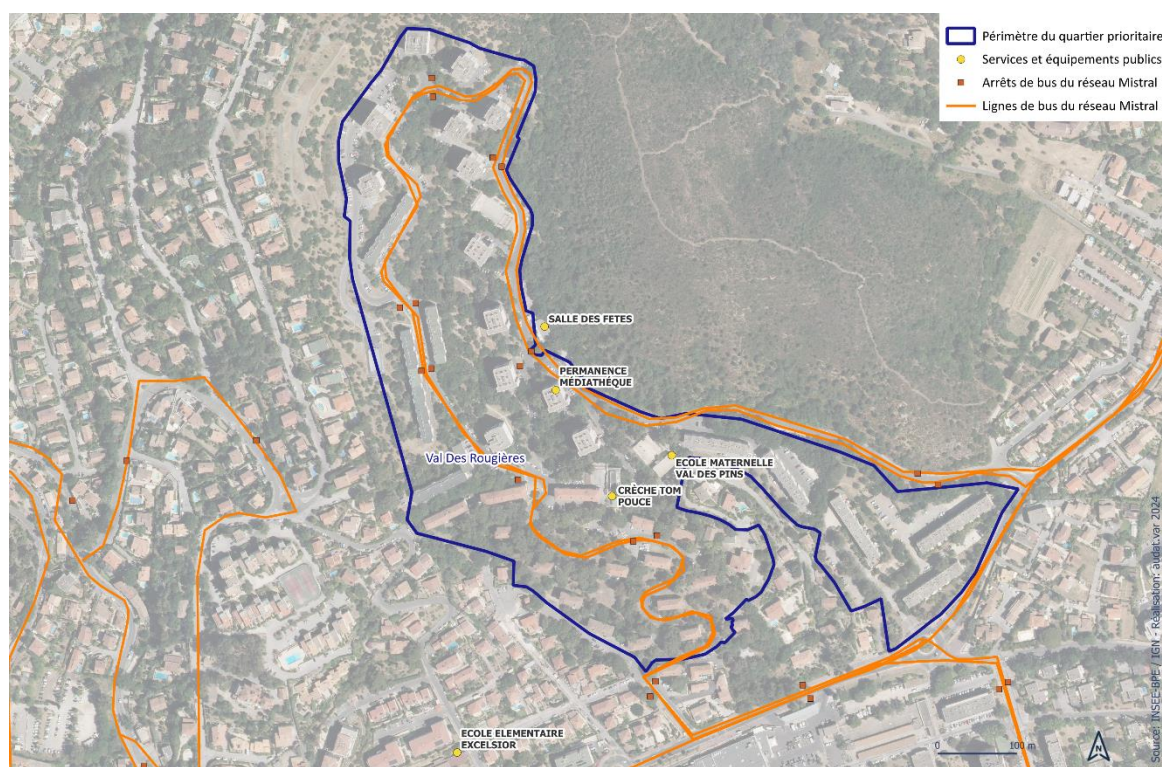 Périmètre du quartier prioritaire
Services et équipements publics
Arrêts de bus du réseau Mistral
Lignes de bus du réseau Mistral
SALLE DES FETES
PERMANENCE
MÉDIATHÉQUE
Val Des Rougières
ECOLE MATERNELLE
VAL DES PINS
CRÈCHE TOM
POUCE
ECOLE ELEMENTAIRE
EXCELSIOR
0 100 m
N
Source: INSEE-BPE / IGN - Réalisation: audat.var 2024